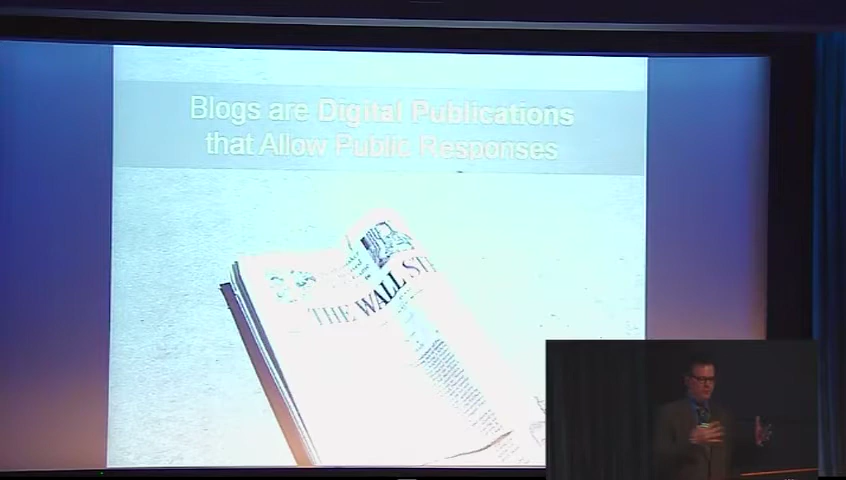 Blogs are Digital Publications
that Allow Public Responses
THE WALL ST